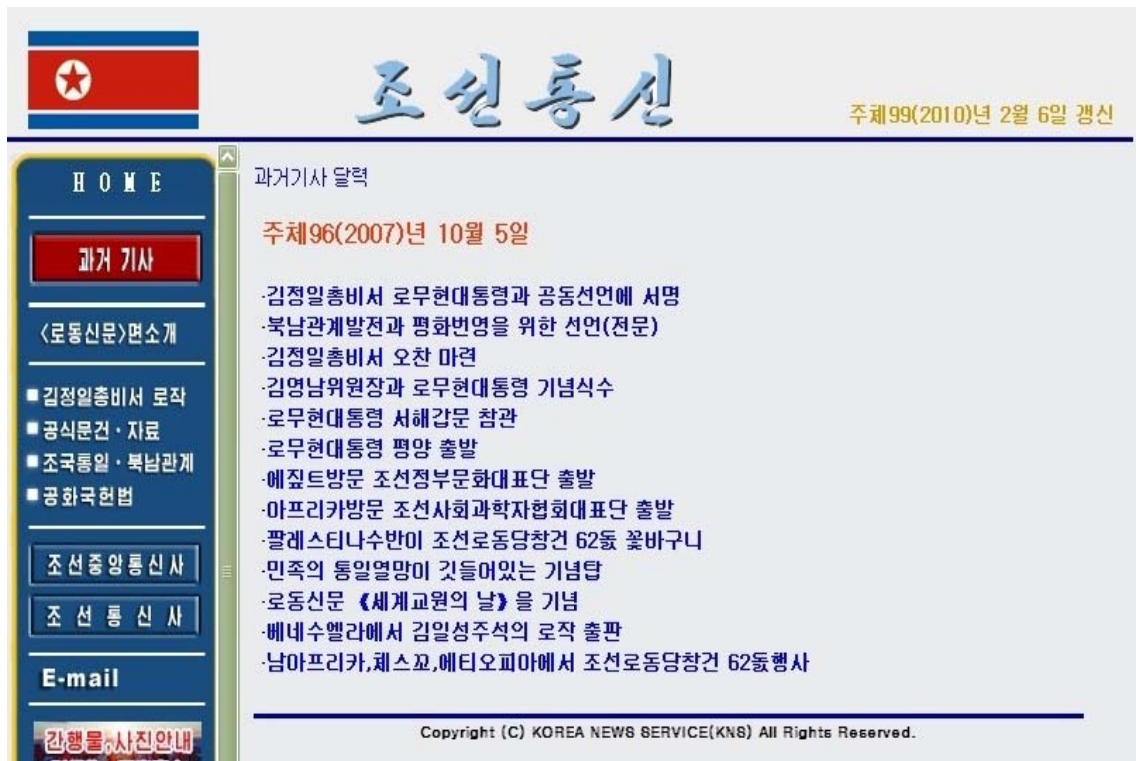 조선통신
주체99(2010)년 2월 6일 갱신
HOME
과거 기사
<로동신문>면소개
■김정일총비서 로작
■공식문건·자료
■조국통일·북남관계
■공화국헌법
조선중앙통신사
조선통신사
E-mail
간행물,사진안내
과거기사 달력
주체96(2007)년 10월 5일
·김정일총비서 로무현대통령과 공동선언에 서명
·북남관계발전과 평화번영을 위한 선언(전문)
·김정일총비서 오찬 마련
·김영남위원장과 로무현대통령 기념식수
·로무현대통령 서해갑문 참관
·로무현대통령 평양 출발
·에짚트방문 조선정부문화대표단 출발
·아프리카방문 조선사회과학자협회대표단 출발
·팔레스티나수반이 조선로동당창건 62돐 꽃바구니
·민족의 통일열망이 깃들어있는 기념탑
·로동신문 《세계교원의 날》을 기념
·베네수엘라에서 김일성주석의 로작 출판
·남아프리카,체스꼬,에티오피아에서 조선로동당창건 62돐행사
Copyright (C) KOREA NEWS SERVICE(KNS) All Rights Reserved.